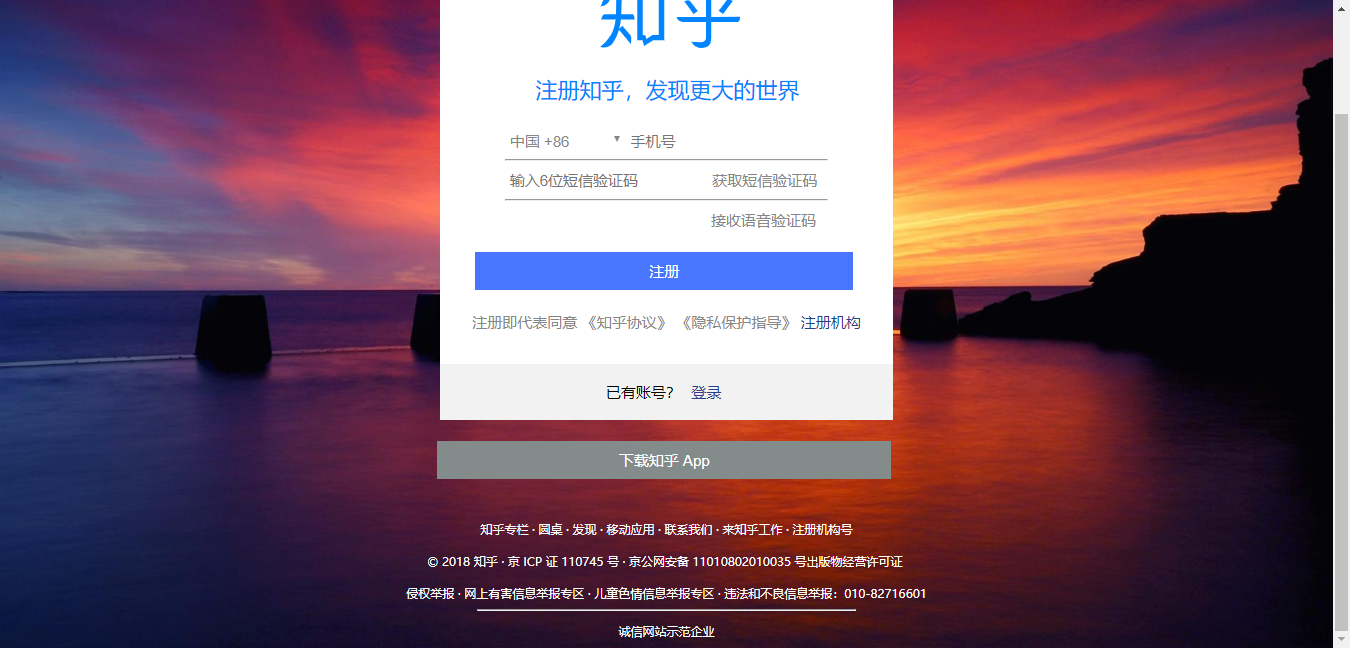 知乎
注册知乎，发现更大的世界
中国 +86 ▼ 手机号
输入6位短信验证码 获取短信验证码
接收语音验证码
注册
注册即代表同意 《知乎协议》 《隐私保护指导》 注册机构
已有账号？ 登录
下载知乎 App
知乎专栏 · 圆桌 · 发现 · 移动应用 · 联系我们 · 来知乎工作 · 注册机构号
© 2018 知乎 · 京 ICP 证 110745 号 · 京公网安备 11010802010035 号出版物经营许可证
侵权举报 · 网上有害信息举报专区 · 儿童色情信息举报专区 · 违法和不良信息举报：010-82716601
诚信网站示范企业